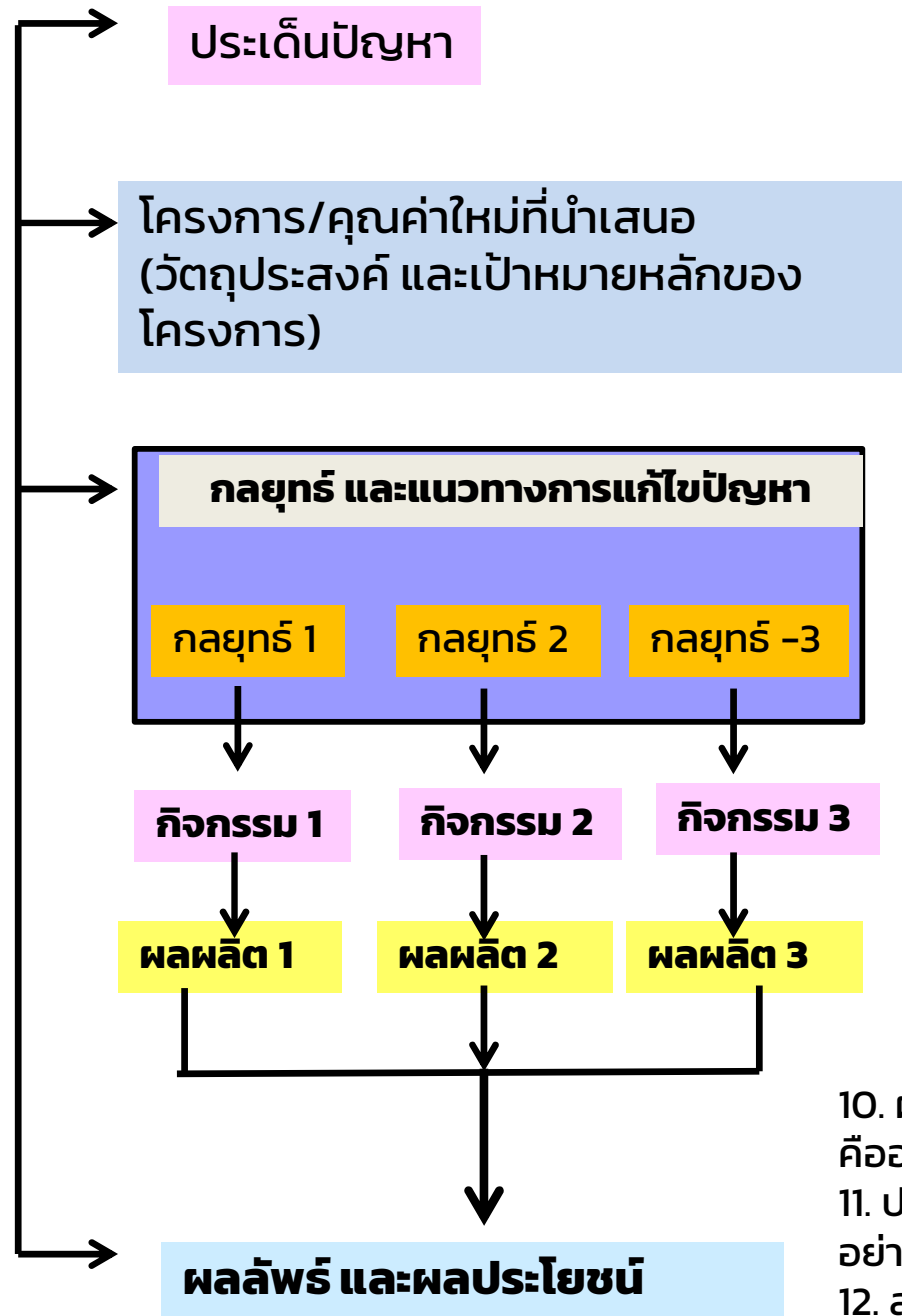 ประเด็นปัญหา
โครงการ/คุณค่าใหม่ที่นำเสนอ
(วัตถุประสงค์ และเป้าหมายหลักของ
โครงการ)
กลยุทธ์ และแนวทางการแก้ไขปัญหา
กลยุทธ์ 1
กลยุทธ์ 2
กลยุทธ์ -3
กิจกรรม 1
กิจกรรม 2
กิจกรรม 3
ผลผลิต 1
ผลผลิต 2
ผลผลิต 3
10.
คือ
11.
อย่า
12.
ผลลัพธ์ และผลประโยชน์